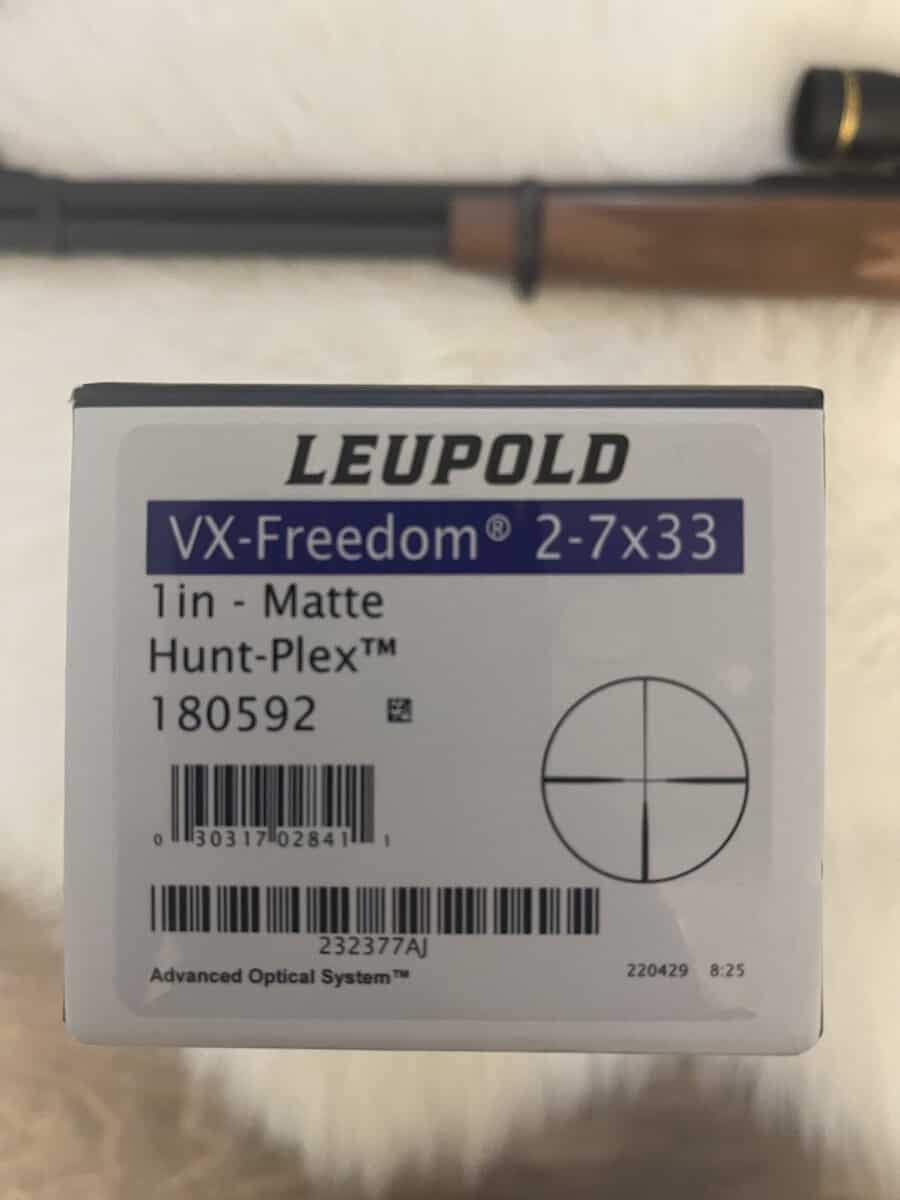 LEUPOLD
VX-Freedom® 2-7x33
1in - Matte
Hunt-Plex™
180592
0 30317 02841 1
232377AJ
Advanced Optical System™ 220429 8:25